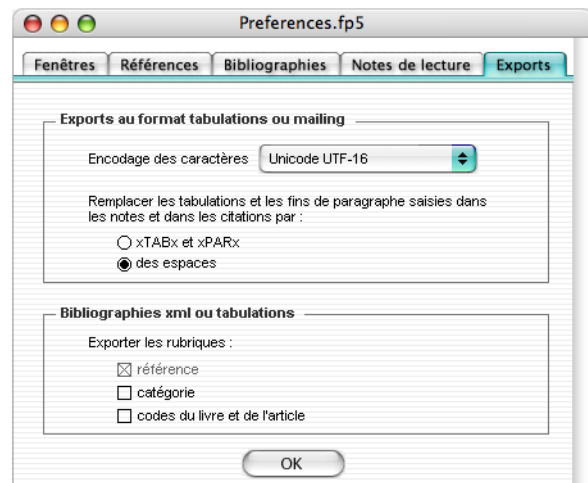 Preferences.fp5
Fenêtres Références Bibliographies Notes de lecture Exports
Exports au format tabulations ou mailing
Encodage des caractères Unicode UTF-16
Remplacer les tabulations et les fins de paragraphe saisies dans
les notes et dans les citations par :
xTABx et xPARx
des espaces
Bibliographies xml ou tabulations
Exporter les rubriques :
référence
catégorie
codes du livre et de l'article
OK